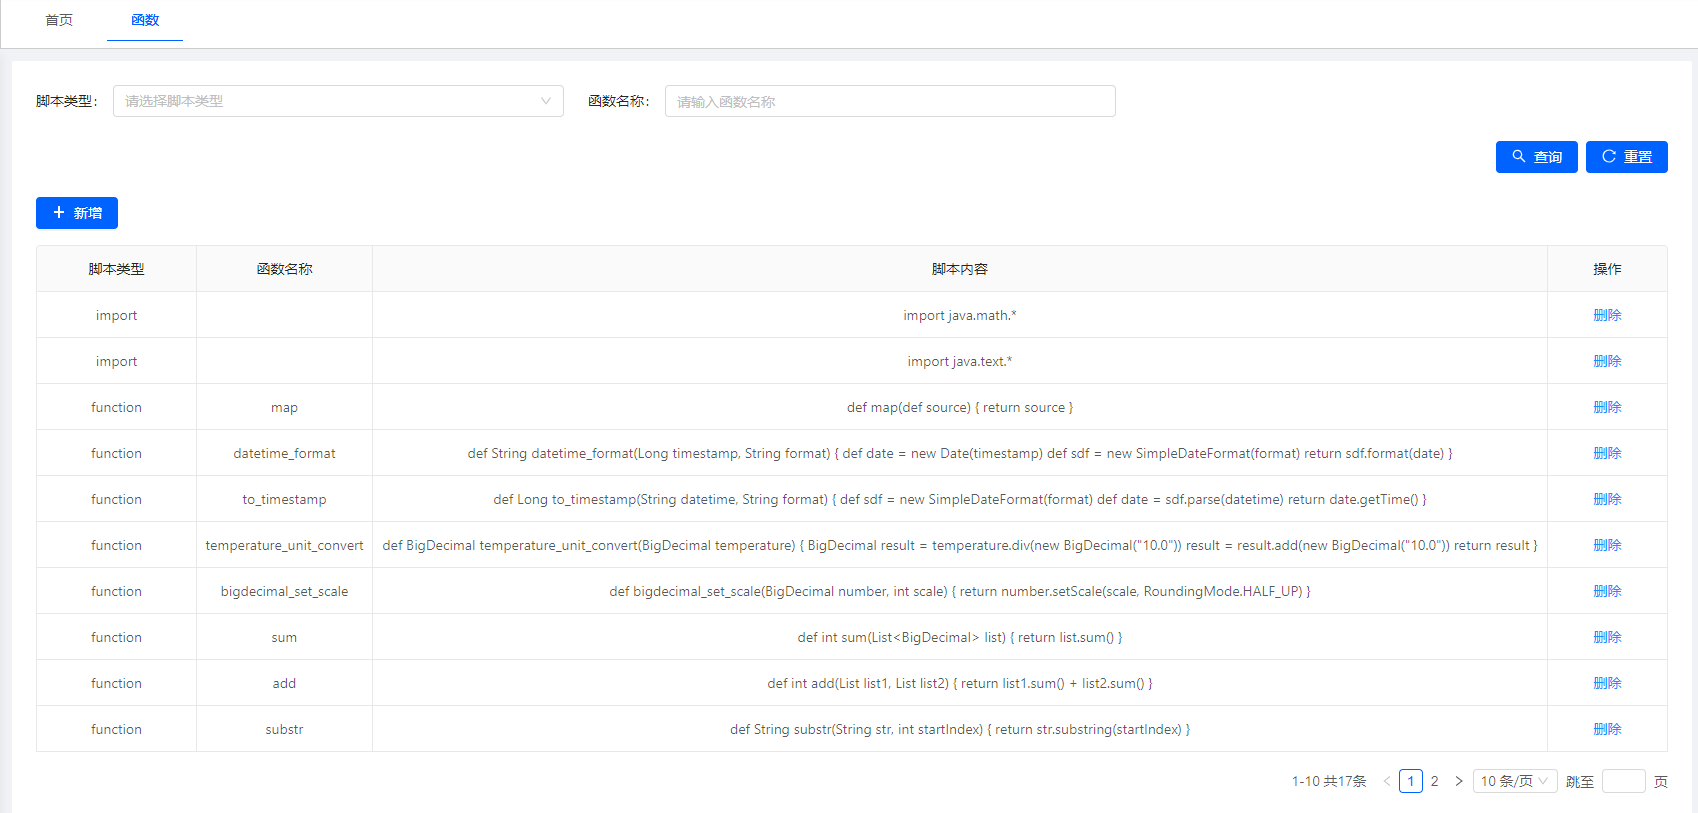 首页 函数
脚本类型: 请选择脚本类型 函数名称: 请输入函数名称
查询 重置
新增
脚本类型 函数名称 脚本内容 操作
import import java.math.* 删除
import import java.text.* 删除
function map def map(def source) { return source } 删除
function datetime_format def String datetime_format(Long timestamp, String format) { def date = new Date(timestamp) def sdf = new SimpleDateFormat(format) return sdf.format(date) } 删除
function to_timestamp def Long to_timestamp(String datetime, String format) { def sdf = new SimpleDateFormat(format) def date = sdf.parse(datetime) return date.getTime() } 删除
function temperature_unit_convert def BigDecimal temperature_unit_convert(BigDecimal temperature) { BigDecimal result = temperature.div(new BigDecimal("10.0")) result = result.add(new BigDecimal("10.0")) return result } 删除
function bigdecimal_set_scale def bigdecimal_set_scale(BigDecimal number, int scale) { return number.setScale(scale, RoundingMode.HALF_UP) } 删除
function sum def int sum(List<BigDecimal> list) { return list.sum() } 删除
function add def int add(List list1, List list2) { return list1.sum() + list2.sum() } 删除
function substr def String substr(String str, int startIndex) { return str.substring(startIndex) } 删除
1-10 共17条 < 1 2 > 10 条/页 跳至 页